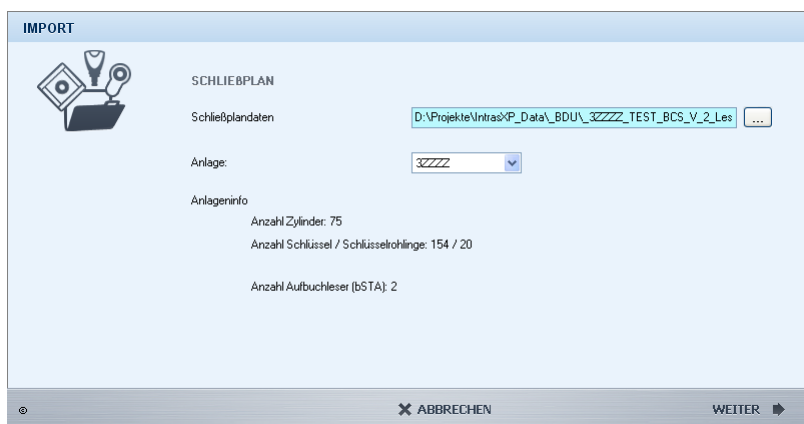 IMPORT
SCHLIEßPLAN
Schließplandaten D:\Projekte\IntrasXP_Data\_BDU\_3ZZZZ_TEST_BCS_V_2_Les ...
Anlage: 3ZZZZ
Anlageninfo
Anzahl Zylinder: 75
Anzahl Schlüssel / Schlüsselrohlinge: 154 / 20
Anzahl Aufbuchleser (bSTA): 2
© ABBRECHEN WEITER